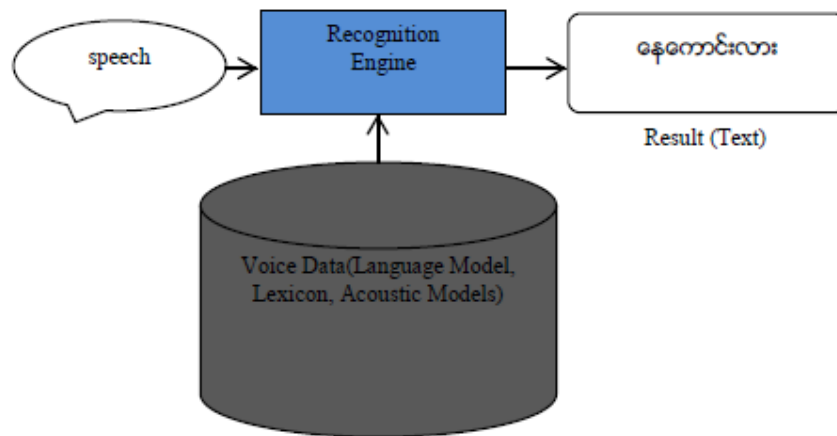 speech
Recognition
Engine
နေကောင်းလား
Result (Text)
Voice Data(Language Model,
Lexicon, Acoustic Models)